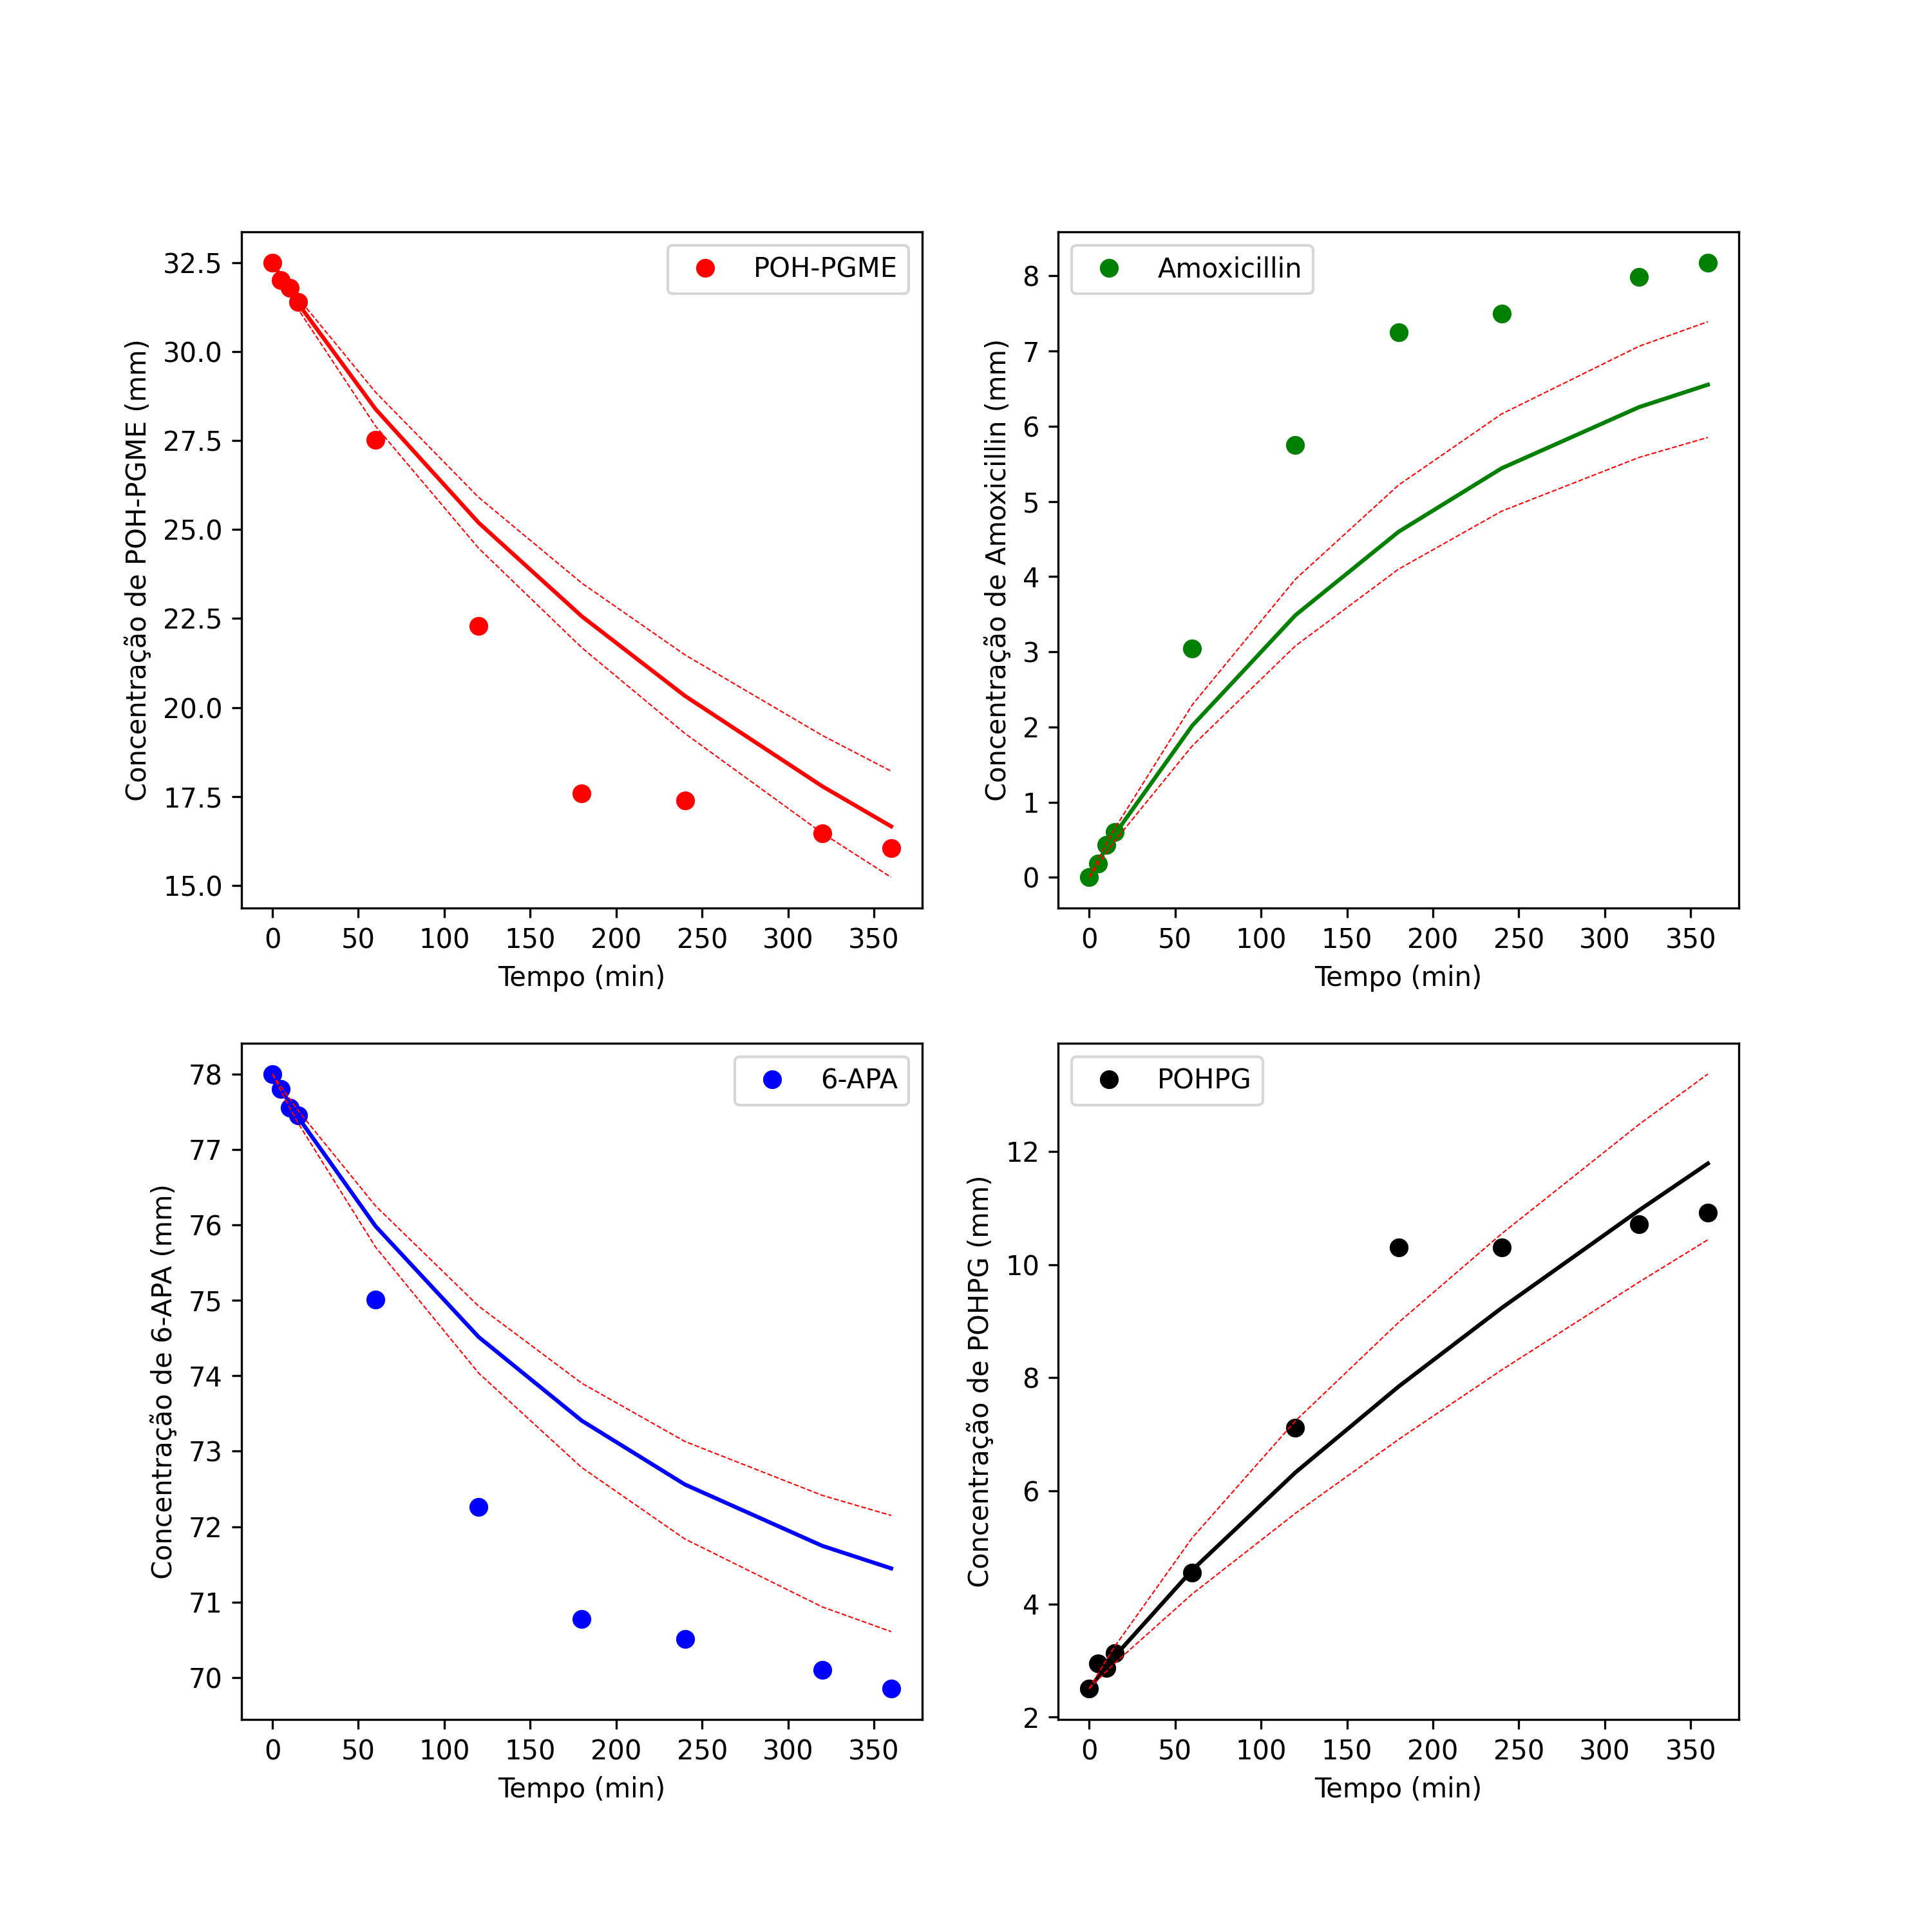 POH-PGME
Concentração de POH-PGME (mm)
32.5
30.0
27.5
25.0
22.5
20.0
17.5
15.0
0 50 100 150 200 250 300 350
Tempo (min)
Amoxicillin
Concentração de Amoxicillin (mm)
8
7
6
5
4
3
2
1
0
0 50 100 150 200 250 300 350
Tempo (min)
6-APA
Concentração de 6-APA (mm)
78
77
76
75
74
73
72
71
70
0 50 100 150 200 250 300 350
Tempo (min)
POHPG
Concentração de POHPG (mm)
12
10
8
6
4
2
0 50 100 150 200 250 300 350
Tempo (min)